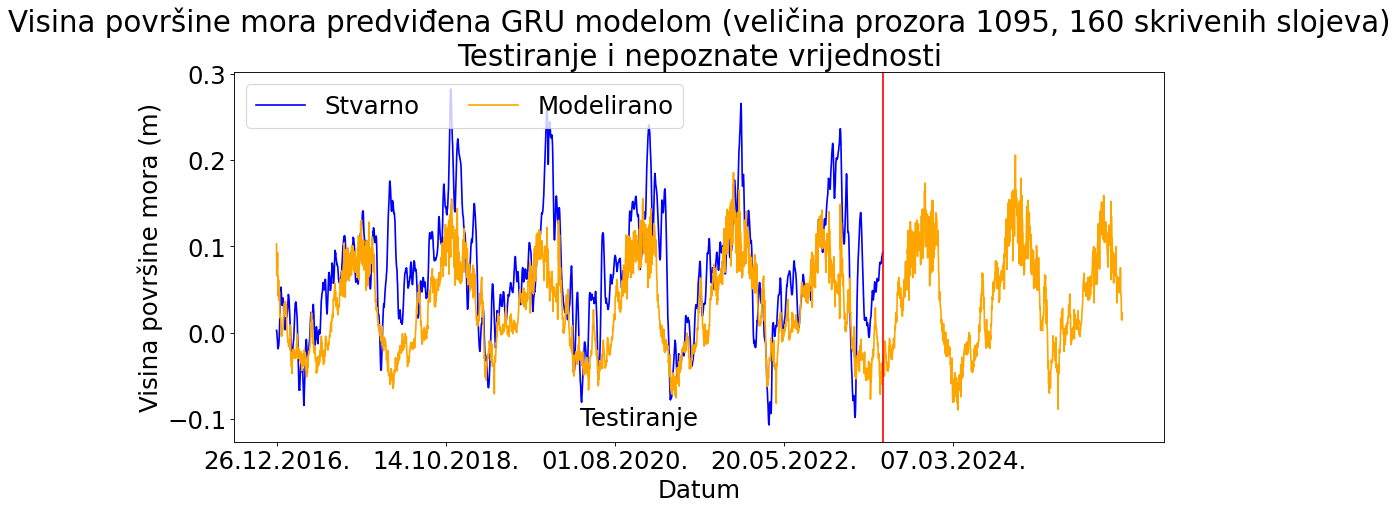 Visina površine mora predviđena GRU modelom (veličina prozora 1095, 160 skrivenih slojeva)
Testiranje i nepoznate vrijednosti
Stvarno Modelirano
0.3
0.2
0.1
0.0
−0.1
Visina površine mora (m)
Testiranje
26.12.2016. 14.10.2018. 01.08.2020. 20.05.2022. 07.03.2024.
Datum